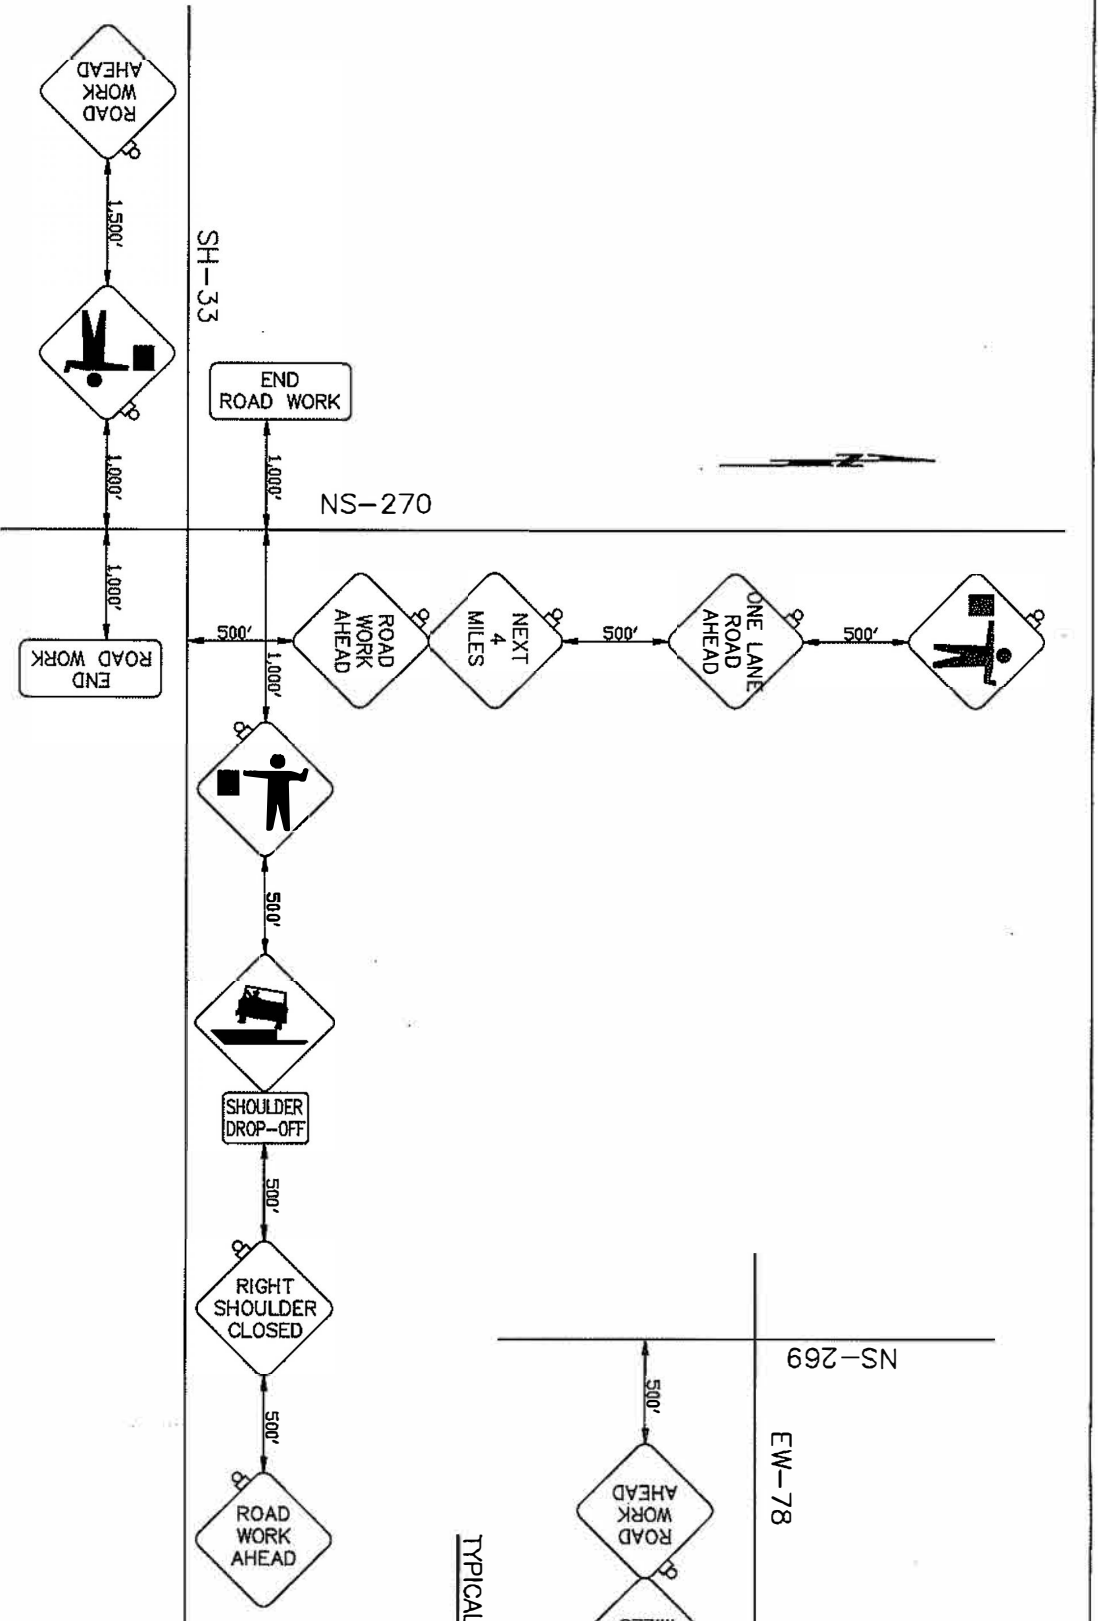 ROAD
WORK
AHEAD
1,500'
SH-33
END
ROAD WORK
1,000'
1,000'
NS-270
N
1,000'
END
ROAD WORK
500'
1,000'
ROAD
WORK
AHEAD
NEXT
4
MILES
500'
ONE LANE
ROAD
AHEAD
500'
500'
SHOULDER
DROP-OFF
500'
RIGHT
SHOULDER
CLOSED
500'
ROAD
WORK
AHEAD
NS-269
500'
EW-78
ROAD
WORK
AHEAD
TYPICAL